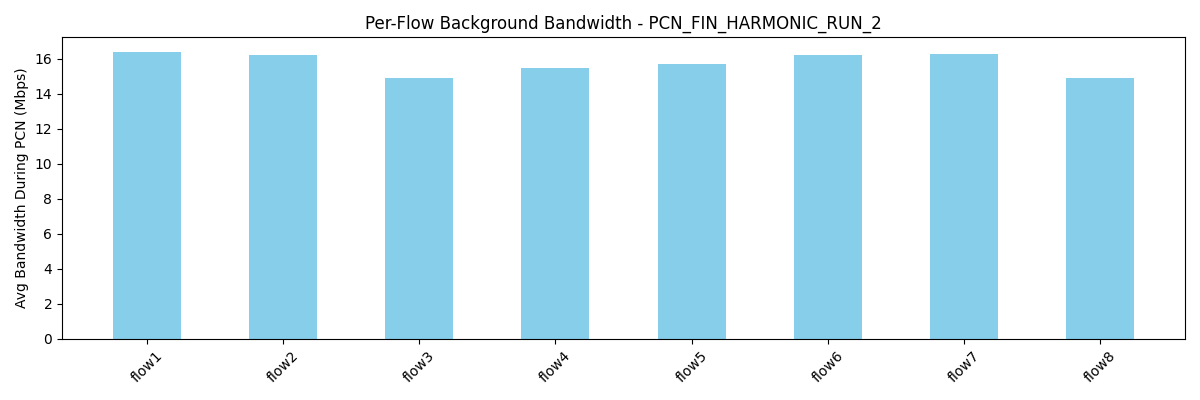 Per-Flow Background Bandwidth - PCN_FIN_HARMONIC_RUN_2
Avg Bandwidth During PCN (Mbps)
16
14
12
10
8
6
4
2
0
flow1
flow2
flow3
flow4
flow5
flow6
flow7
flow8